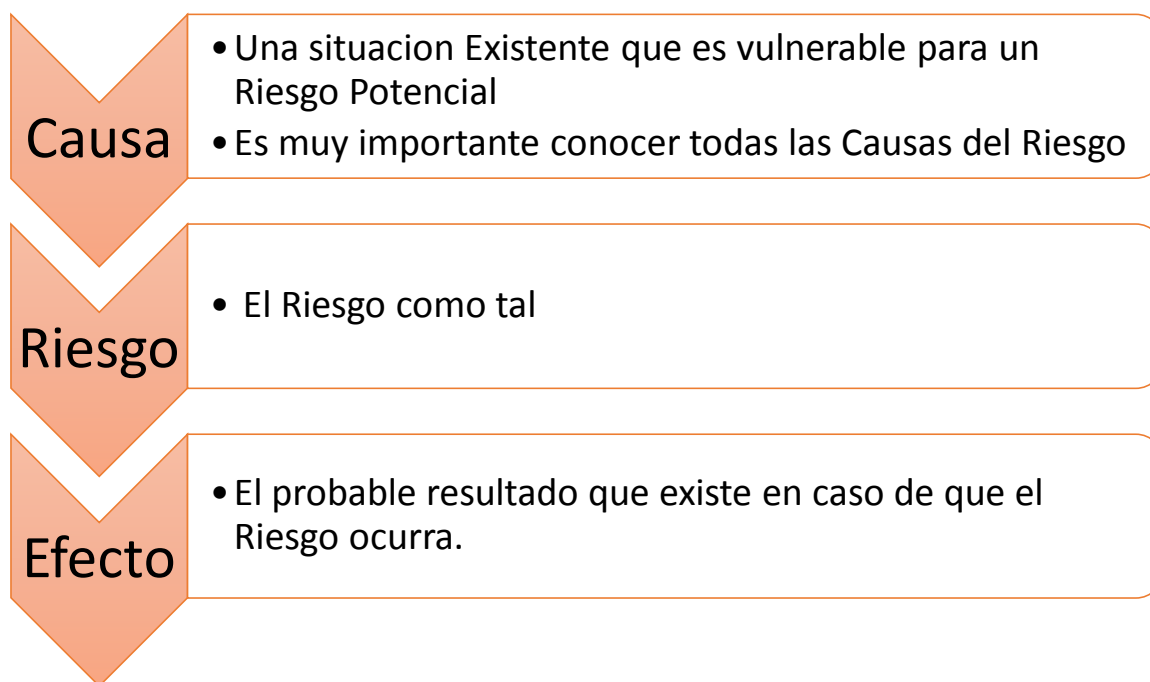 Causa
• Una situacion Existente que es vulnerable para un
Riesgo Potencial
• Es muy importante conocer todas las Causas del Riesgo
Riesgo
• El Riesgo como tal
Efecto
• El probable resultado que existe en caso de que el
Riesgo ocurra.